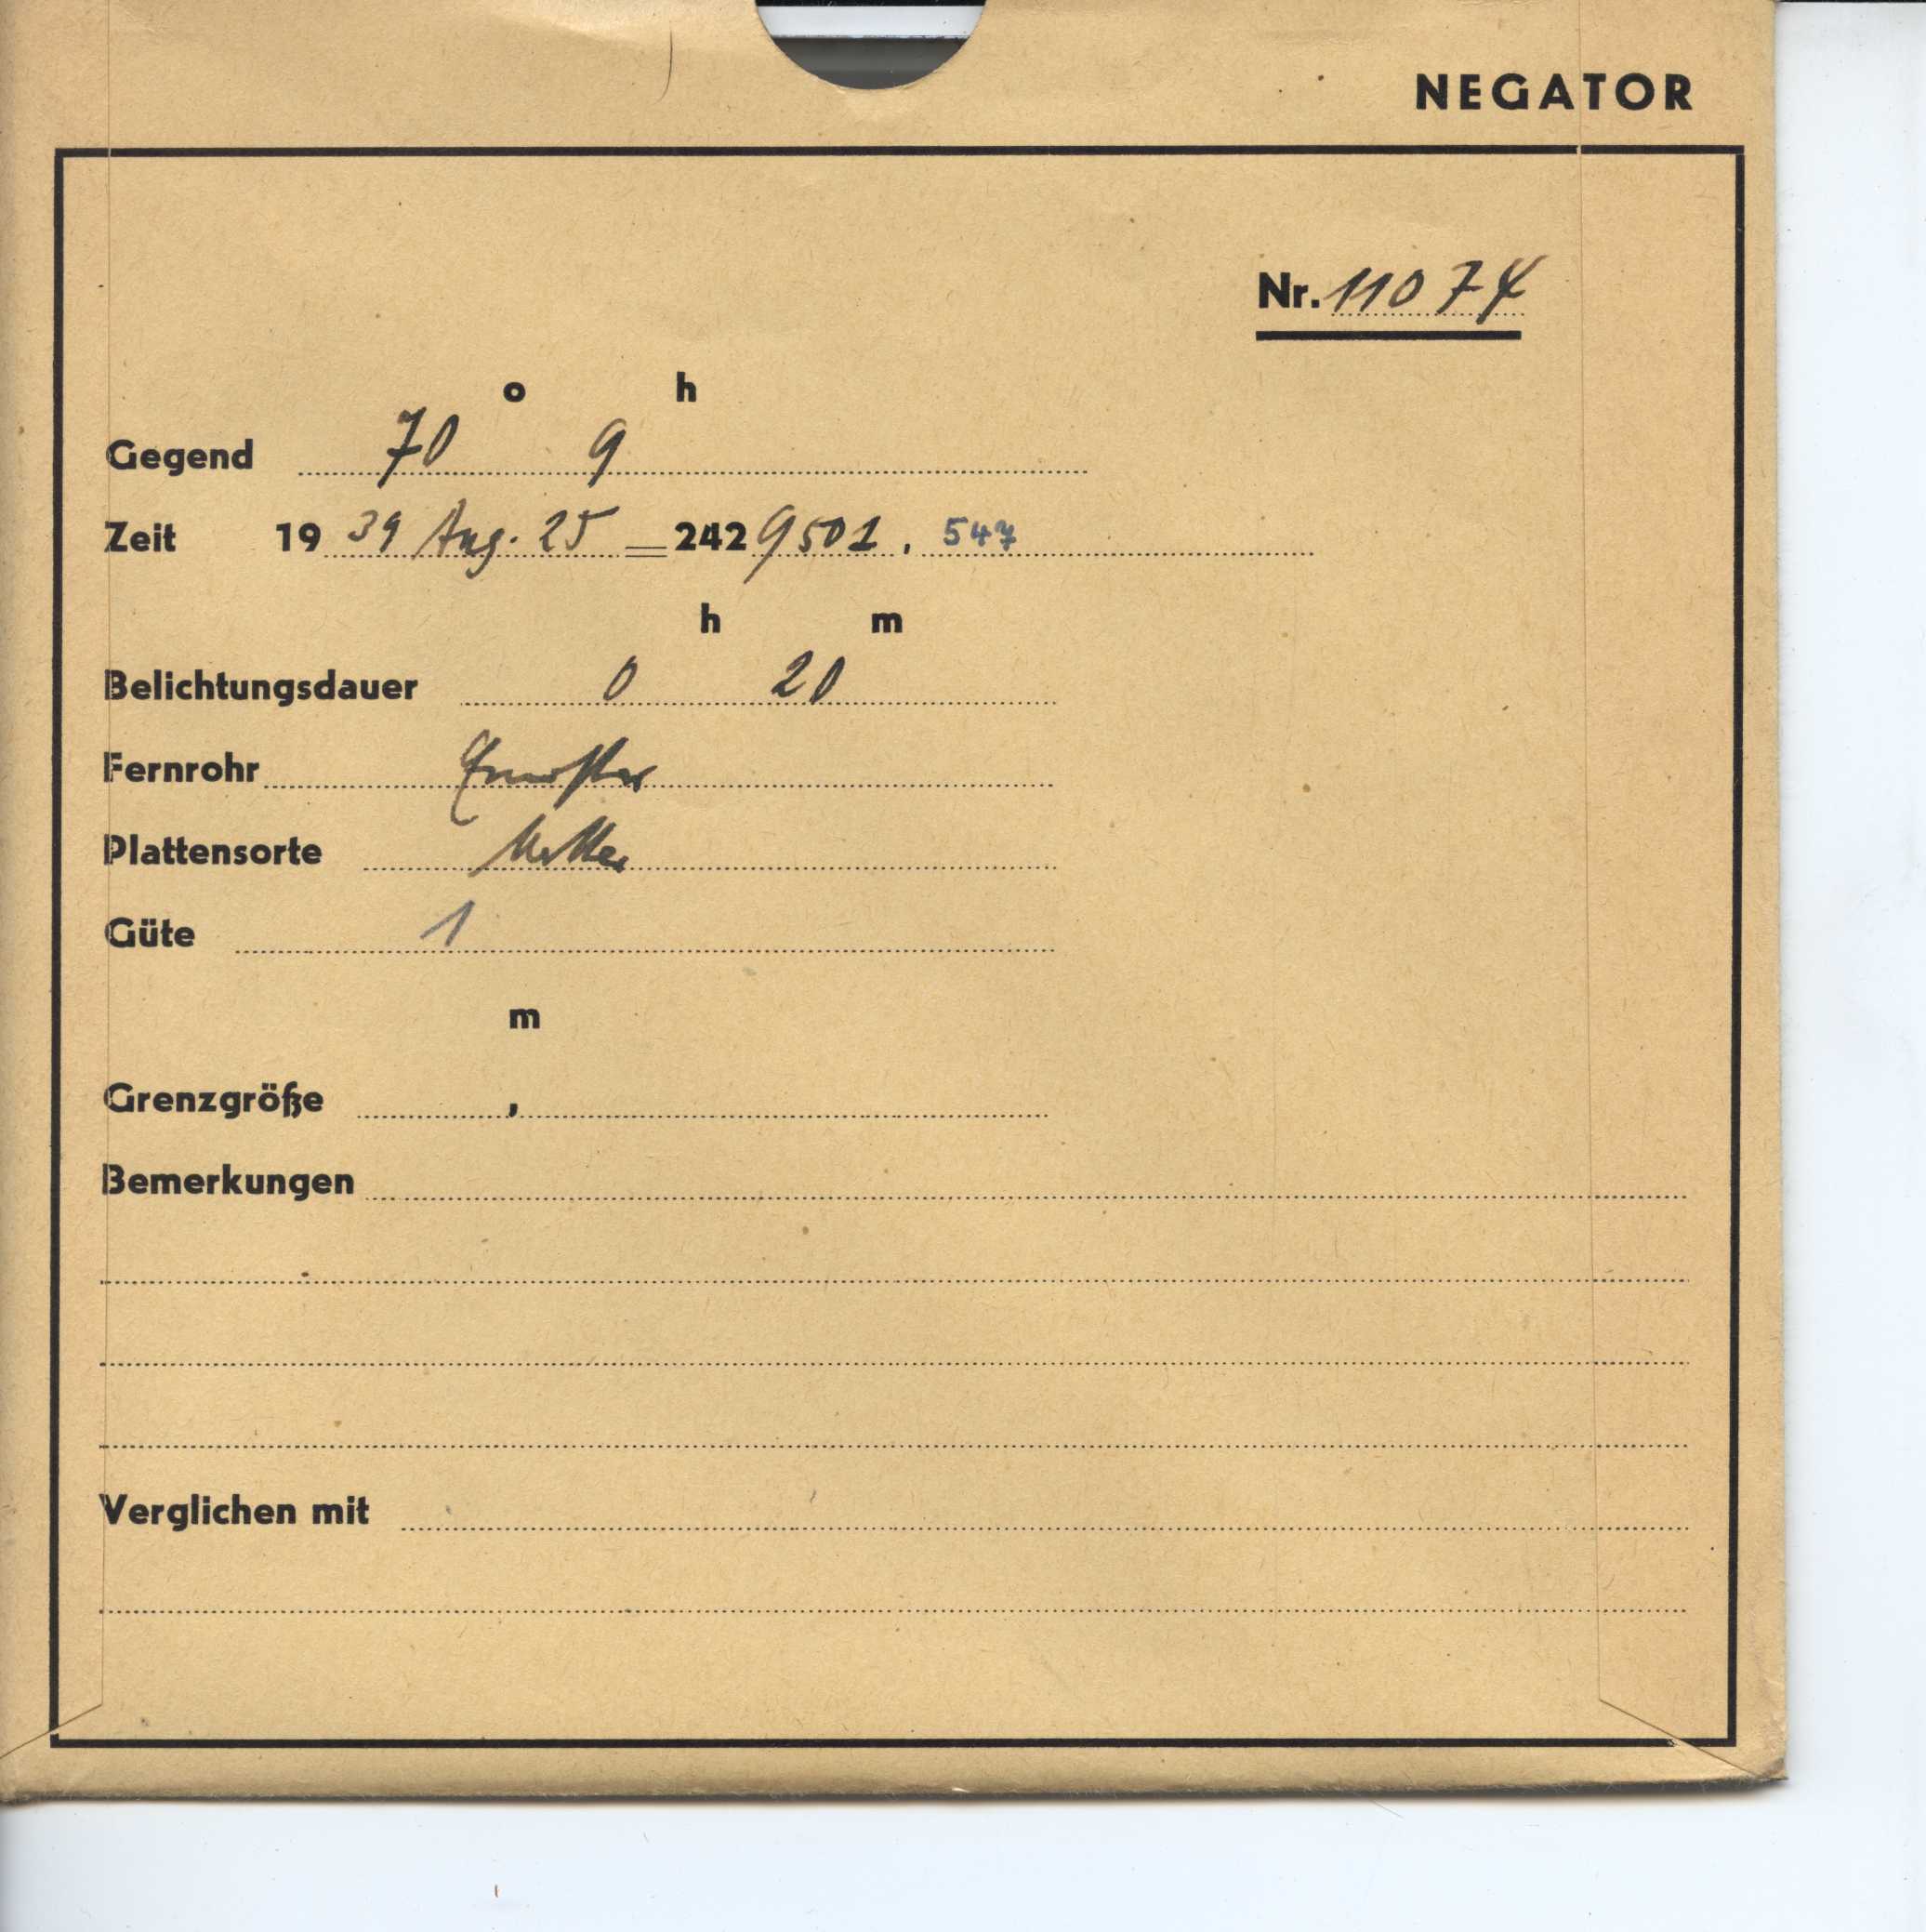 NEGATOR
Nr. 11074
o h
Gegend 70 9
Zeit 19 39 Aug. 25 = 242 9501 . 547
h m
Belichtungsdauer 0 20
Fernrohr Ernostar
Plattensorte
Güte 1
m
Grenzgröße ,
Bemerkungen
Verglichen mit